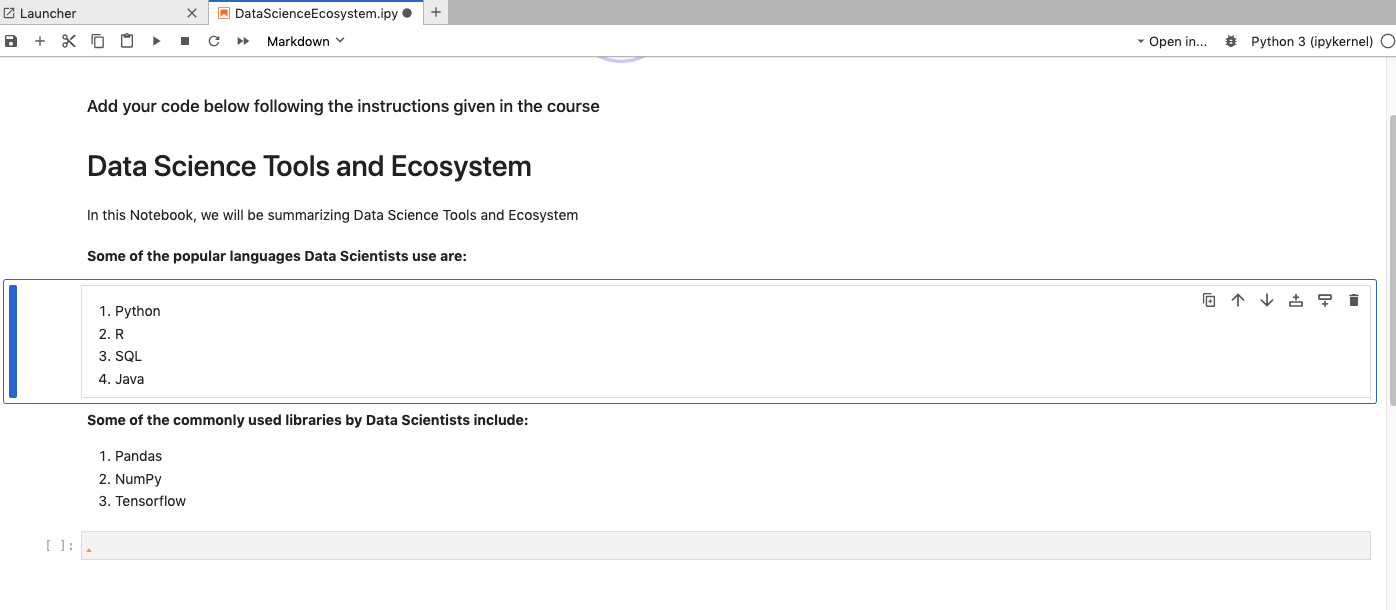 Launcher
DataScienceEcosystem.ipy
Markdown
Open in...
Python 3 (ipykernel)
Add your code below following the instructions given in the course
Data Science Tools and Ecosystem
In this Notebook, we will be summarizing Data Science Tools and Ecosystem
Some of the popular languages Data Scientists use are:
1. Python
2. R
3. SQL
4. Java
Some of the commonly used libraries by Data Scientists include:
1. Pandas
2. NumPy
3. Tensorflow
[ ]: